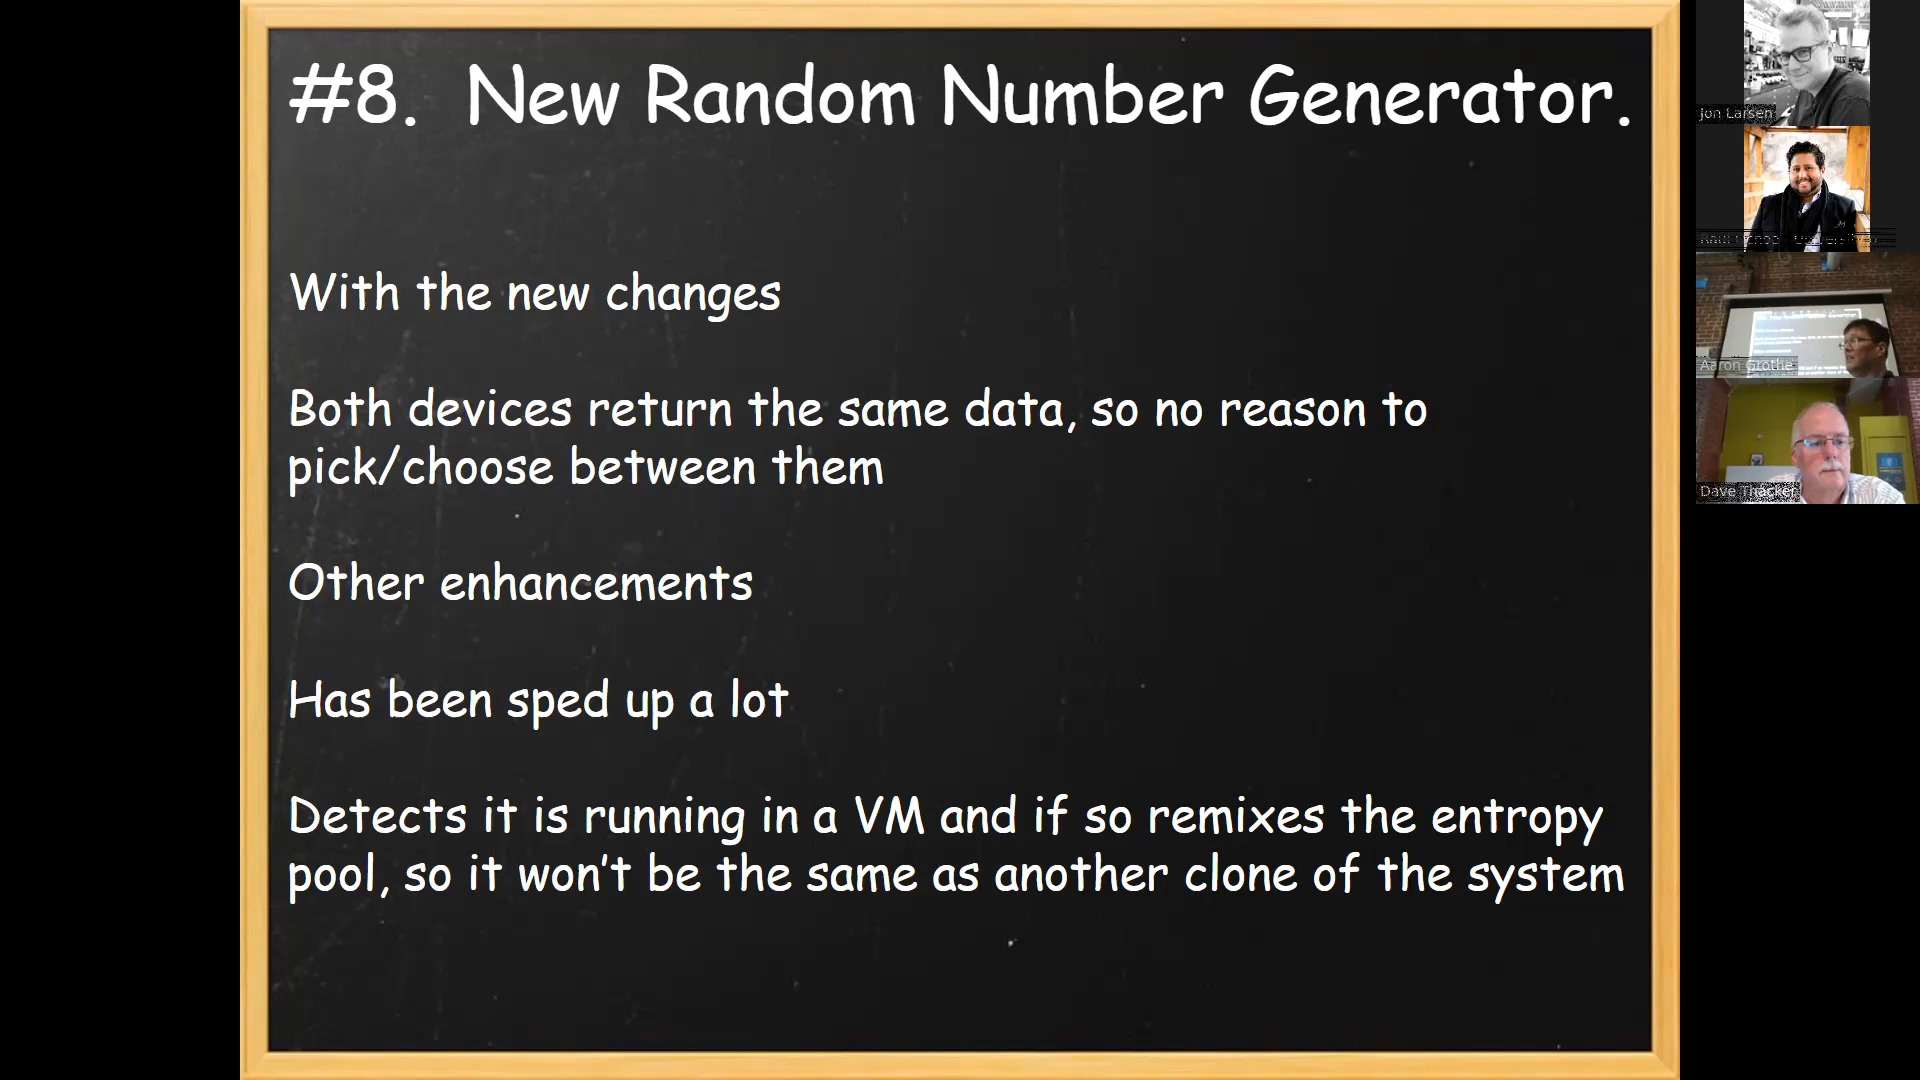 #8. New Random Number Generator.
With the new changes
Both devices return the same data, so no reason to
pick/choose between them
Other enhancements
Has been sped up a lot
Detects it is running in a VM and if so remixes the entropy
pool, so it won't be the same as another clone of the system
Jon Larsen
Aaron Grothe
Dave Thacker